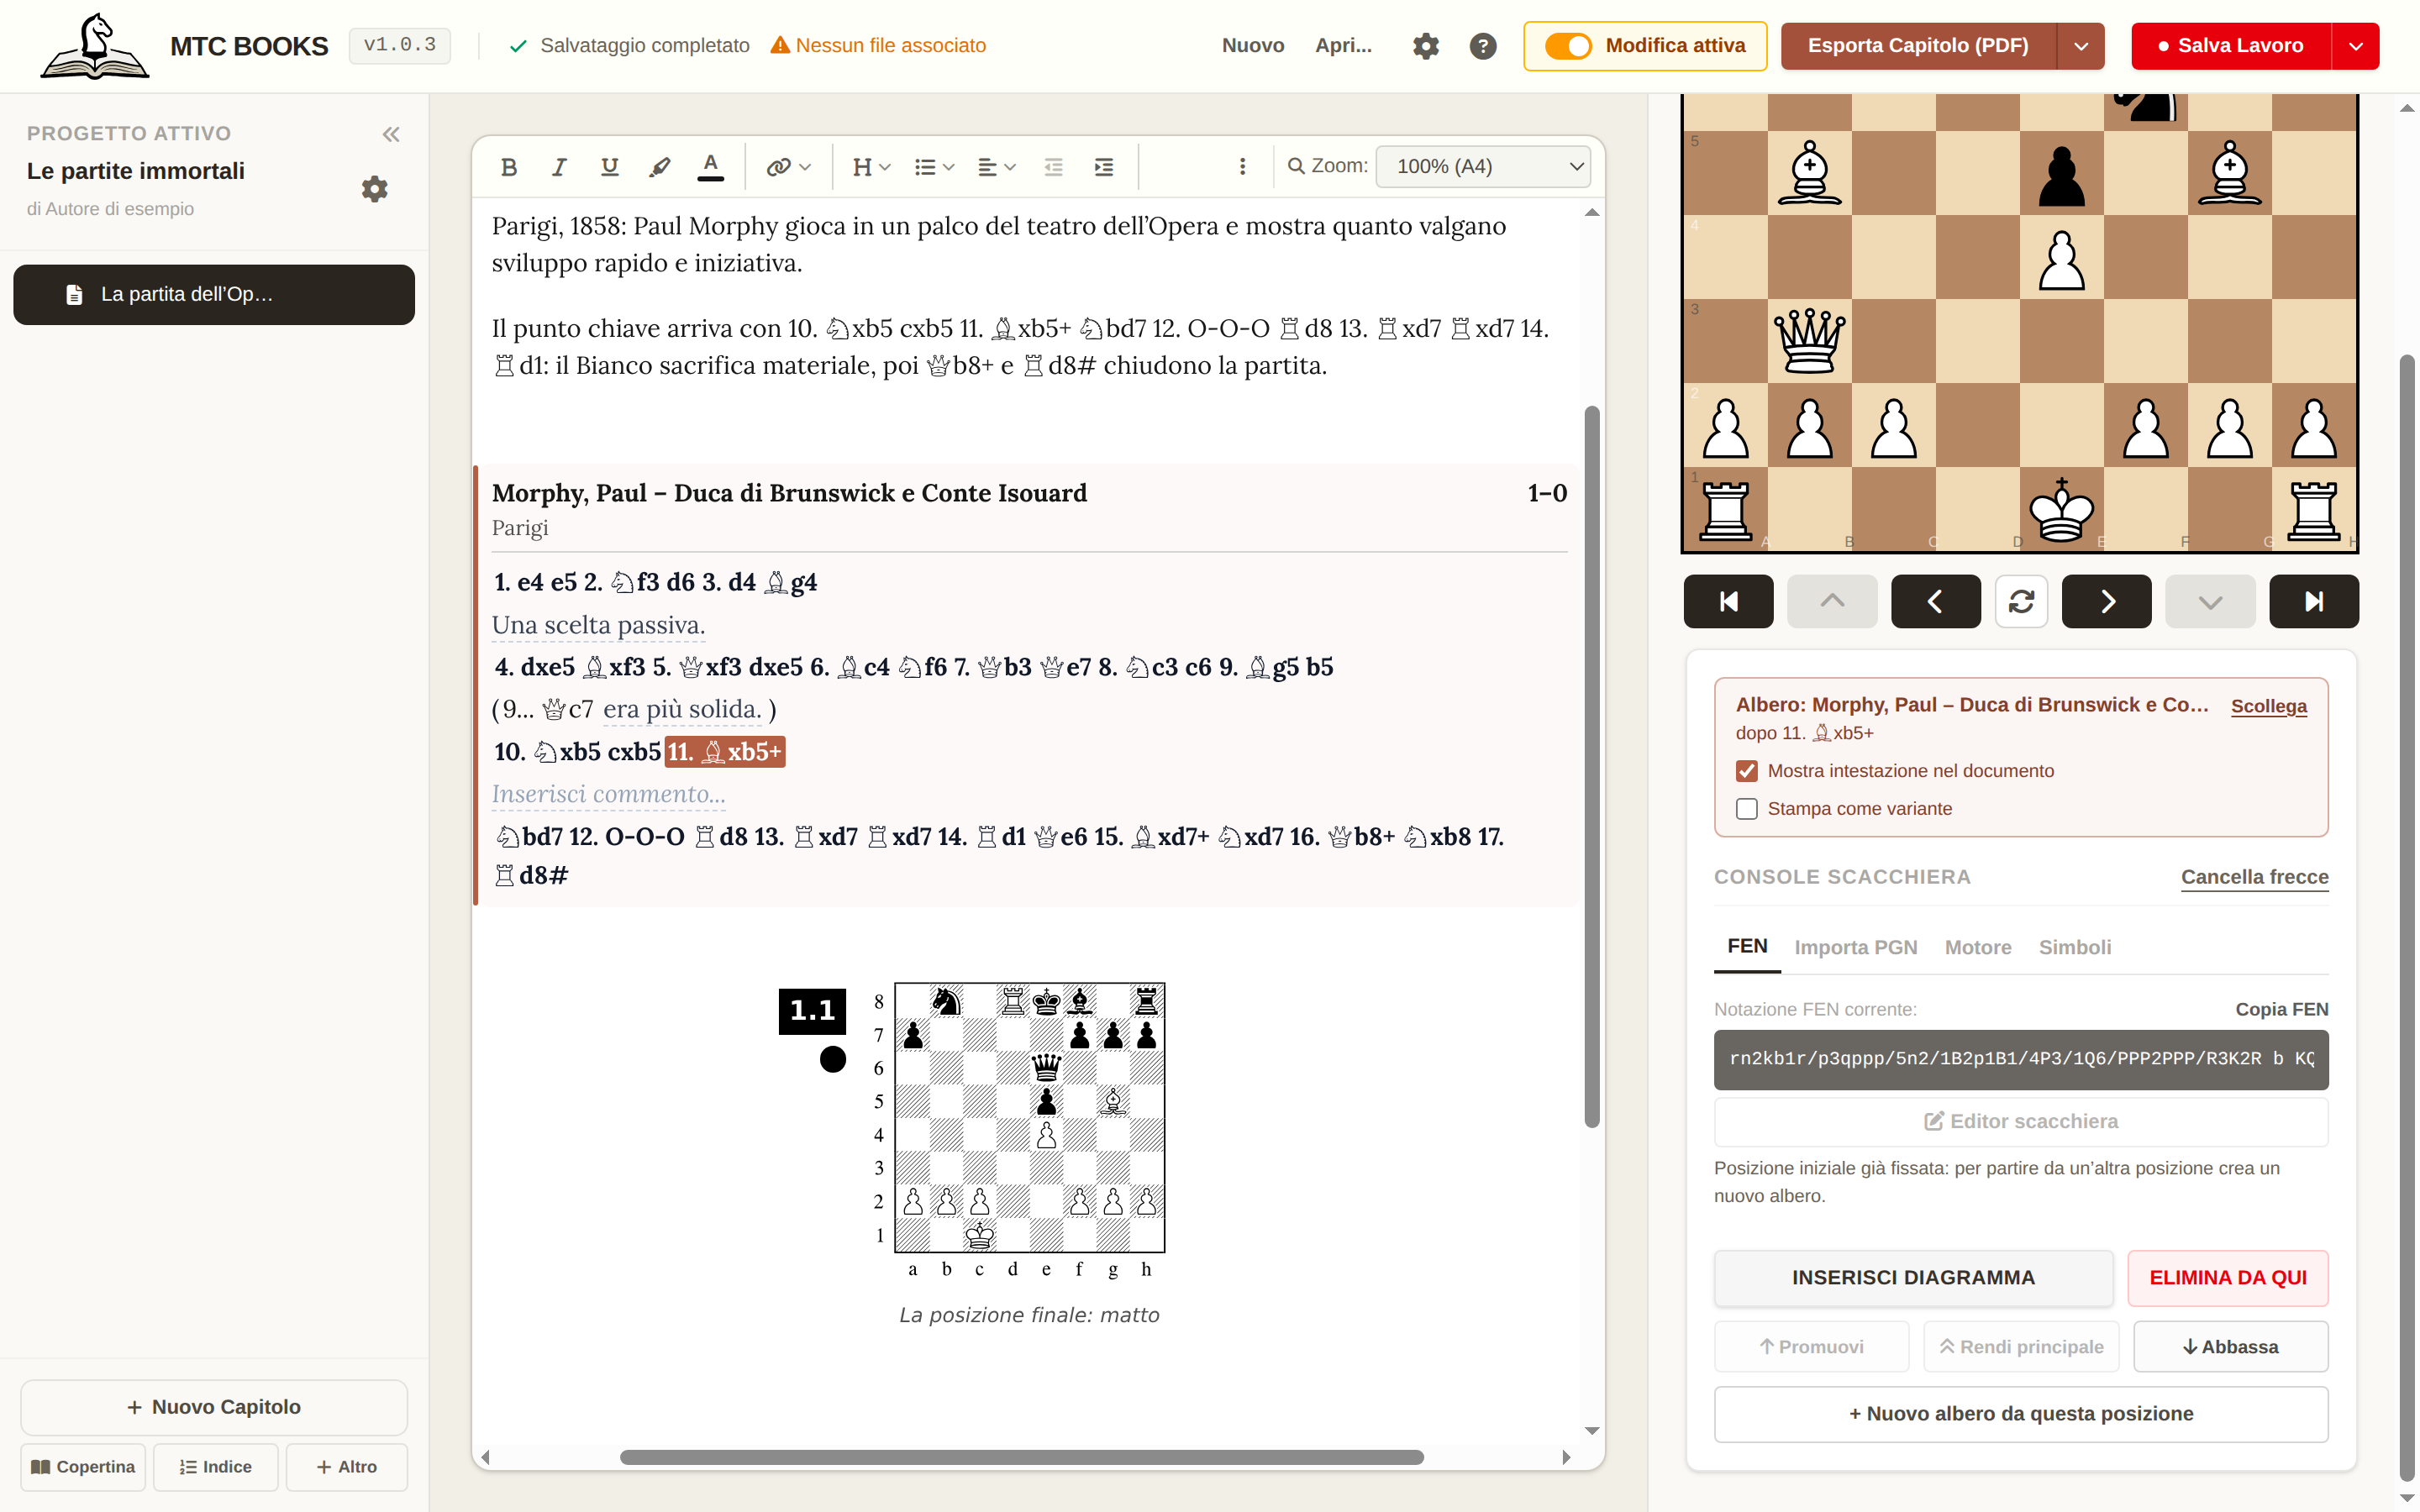 MTC BOOKS
v1.0.3
Salvataggio completato
Nessun file associato
Nuovo
Apri...
Modifica attiva
Esporta Capitolo (PDF)
Salva Lavoro
PROGETTO ATTIVO
Le partite immortali
di Autore di esempio
La partita dell’Op…
+ Nuovo Capitolo
Copertina
Indice
+ Altro
B I U A H
Zoom:
100% (A4)
Parigi, 1858: Paul Morphy gioca in un palco del teatro dell’Opera e mostra quanto valgano
sviluppo rapido e iniziativa.
Il punto chiave arriva con 10. ♘xb5 cxb5 11. ♗xb5+ ♘bd7 12. O-O-O ♖d8 13. ♖xd7 ♖xd7 14.
♖d1: il Bianco sacrifica materiale, poi ♕b8+ e ♖d8# chiudono la partita.
Morphy, Paul – Duca di Brunswick e Conte Isouard
1–0
Parigi
1. e4 e5 2. ♘f3 d6 3. d4 ♗g4
Una scelta passiva.
4. dxe5 ♗xf3 5. ♕xf3 dxe5 6. ♗c4 ♘f6 7. ♕b3 ♕e7 8. ♘c3 c6 9. ♗g5 b5
(9... ♕c7 era più solida. )
10. ♘xb5 cxb5 11. ♗xb5+
Inserisci commento...
♘bd7 12. O-O-O ♖d8 13. ♖xd7 ♖xd7 14. ♖d1 ♕e6 15. ♗xd7+ ♘xd7 16. ♕b8+ ♘xb8 17.
♖d8#
1.1
8
7
6
5
4
3
2
1
a b c d e f g h
La posizione finale: matto
5
4
3
2
1
A B C D E F G H
Albero: Morphy, Paul – Duca di Brunswick e Co…
Scollega
dopo 11. ♗xb5+
Mostra intestazione nel documento
Stampa come variante
CONSOLE SCACCHIERA
Cancella frecce
FEN
Importa PGN
Motore
Simboli
Notazione FEN corrente:
Copia FEN
rn2kb1r/p3qppp/5n2/1B2p1B1/4P3/1Q6/PPP2PPP/R3K2R b KQ
Editor scacchiera
Posizione iniziale già fissata: per partire da un’altra posizione crea un
nuovo albero.
INSERISCI DIAGRAMMA
ELIMINA DA QUI
Promuovi
Rendi principale
Abbassa
+ Nuovo albero da questa posizione